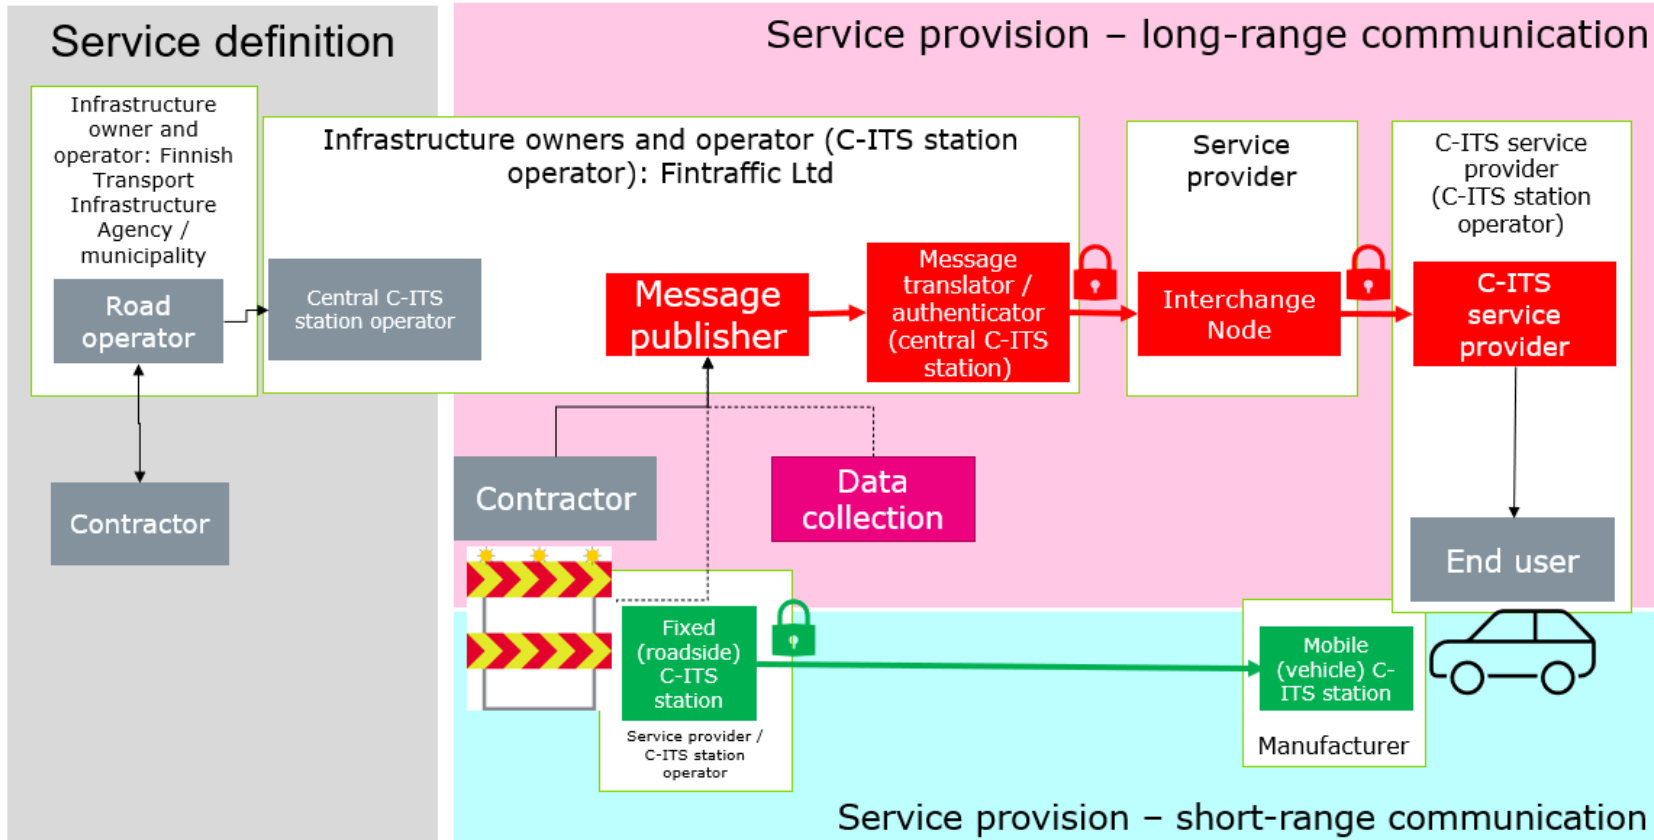 Service definition
Service provision – long-range communication
Infrastructure
owner and
operator: Finnish
Transport
Infrastructure
Agency /
municipality
Road
operator
Contractor
Infrastructure owners and operator (C-ITS station
operator): Fintraffic Ltd
Central C-ITS
station operator
Message
publisher
Message
translator /
authenticator
(central C-ITS
station)
Service
provider
Interchange
Node
C-ITS service
provider
(C-ITS station
operator)
C-ITS
service
provider
Contractor
Data
collection
End user
Fixed
(roadside)
C-ITS
station
Service provider /
C-ITS station
operator
Mobile
(vehicle) C-
ITS station
Manufacturer
Service provision – short-range communication